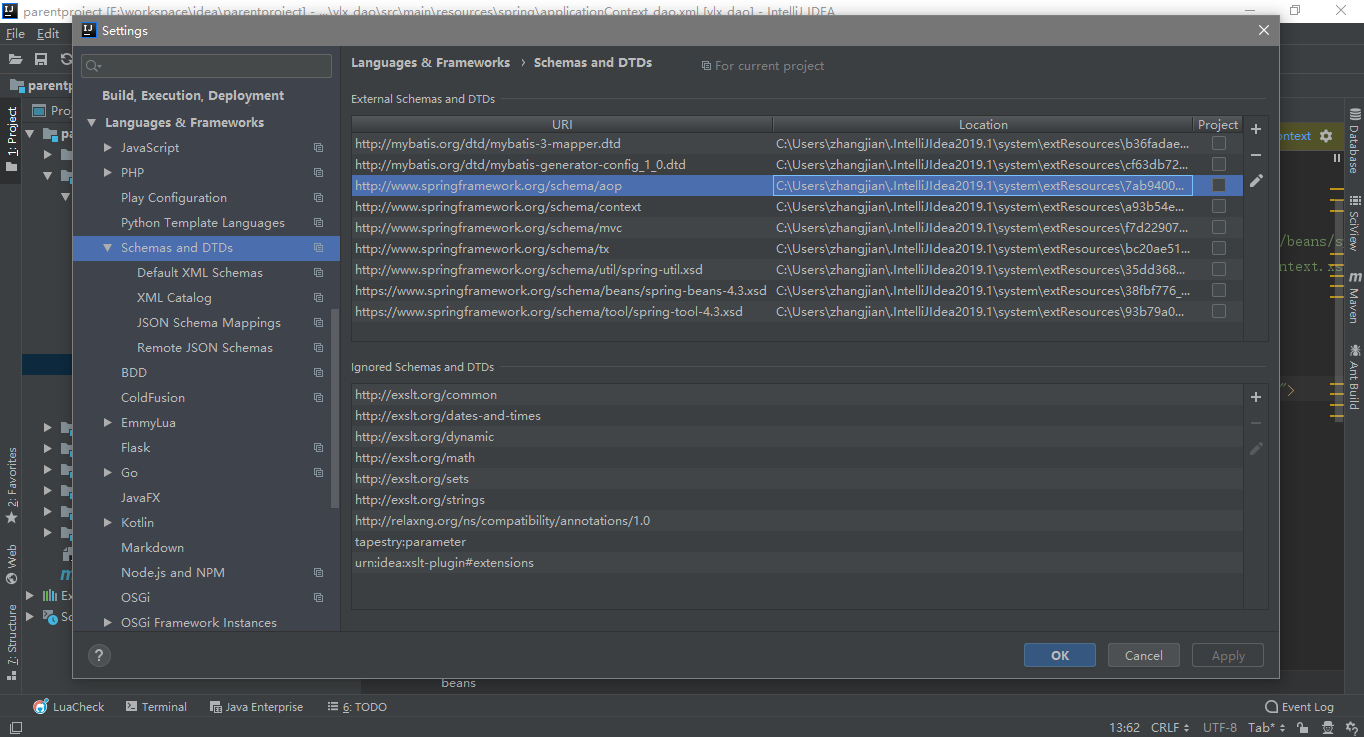 parentproject [E:\workspace\idea\parentproject] - ...\ylx_dao\src\main\resources\spring\applicationContext_dao.xml [ylx_dao] - IntelliJ IDEA
File Edit
Settings
Languages & Frameworks › Schemas and DTDs For current project
Build, Execution, Deployment
Languages & Frameworks
JavaScript
PHP
Play Configuration
Python Template Languages
Schemas and DTDs
Default XML Schemas
XML Catalog
JSON Schema Mappings
Remote JSON Schemas
BDD
ColdFusion
EmmyLua
Flask
Go
JavaFX
Kotlin
Markdown
Node.js and NPM
OSGi
OSGi Framework Instances
External Schemas and DTDs
URI Location Project
http://mybatis.org/dtd/mybatis-3-mapper.dtd C:\Users\zhangjian\.IntelliJIdea2019.1\system\extResources\b36fadae...
http://mybatis.org/dtd/mybatis-generator-config_1_0.dtd C:\Users\zhangjian\.IntelliJIdea2019.1\system\extResources\cf63db72...
http://www.springframework.org/schema/aop C:\Users\zhangjian\.IntelliJIdea2019.1\system\extResources\7ab9400...
http://www.springframework.org/schema/context C:\Users\zhangjian\.IntelliJIdea2019.1\system\extResources\a93b54e...
http://www.springframework.org/schema/mvc C:\Users\zhangjian\.IntelliJIdea2019.1\system\extResources\f7d22907...
http://www.springframework.org/schema/tx C:\Users\zhangjian\.IntelliJIdea2019.1\system\extResources\bc20ae51...
http://www.springframework.org/schema/util/spring-util.xsd C:\Users\zhangjian\.IntelliJIdea2019.1\system\extResources\35dd368...
https://www.springframework.org/schema/beans/spring-beans-4.3.xsd C:\Users\zhangjian\.IntelliJIdea2019.1\system\extResources\38fbf776_...
https://www.springframework.org/schema/tool/spring-tool-4.3.xsd C:\Users\zhangjian\.IntelliJIdea2019.1\system\extResources\93b79a0...
Ignored Schemas and DTDs
http://exslt.org/common
http://exslt.org/dates-and-times
http://exslt.org/dynamic
http://exslt.org/math
http://exslt.org/sets
http://exslt.org/strings
http://relaxng.org/ns/compatibility/annotations/1.0
tapestry:parameter
urn:idea:xslt-plugin#extensions
? OK Cancel Apply
1: Project
2: Favorites
Web
7: Structure
Database
SciView
Maven
Ant Build
/beans/s
ntext.xs
">
beans
LuaCheck Terminal Java Enterprise 6: TODO Event Log
13:62 CRLF UTF-8 Tab*